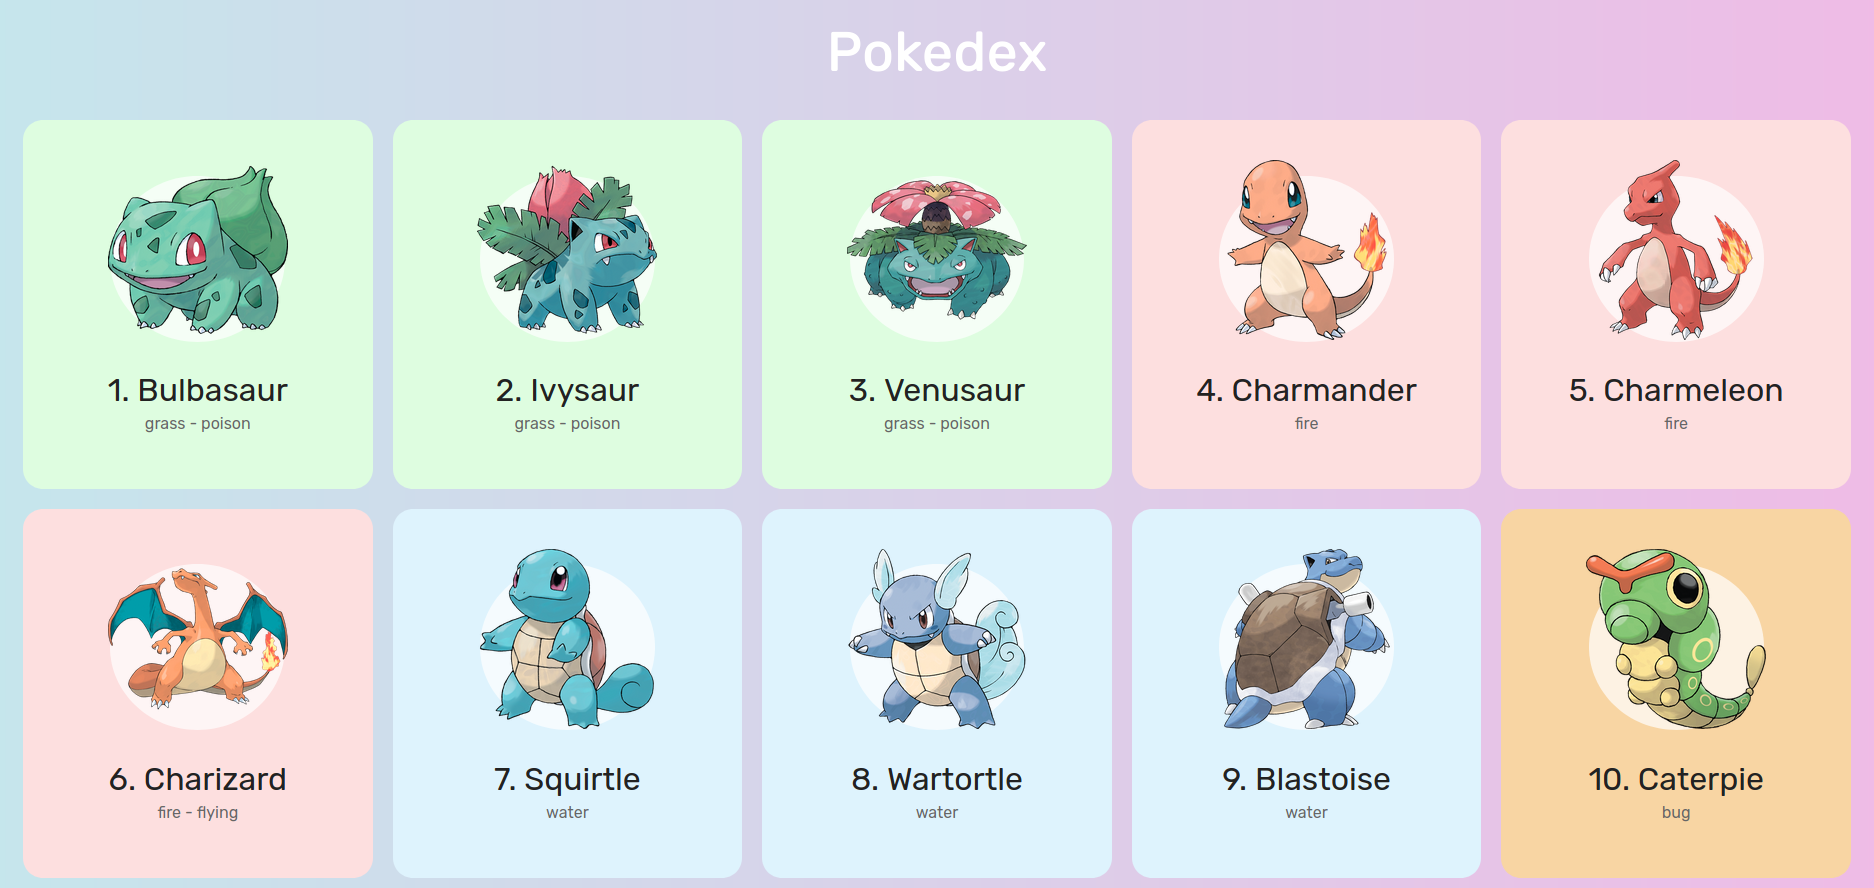 Pokedex
1. Bulbasaur
grass - poison
2. Ivysaur
grass - poison
3. Venusaur
grass - poison
4. Charmander
fire
5. Charmeleon
fire
6. Charizard
fire - flying
7. Squirtle
water
8. Wartortle
water
9. Blastoise
water
10. Caterpie
bug